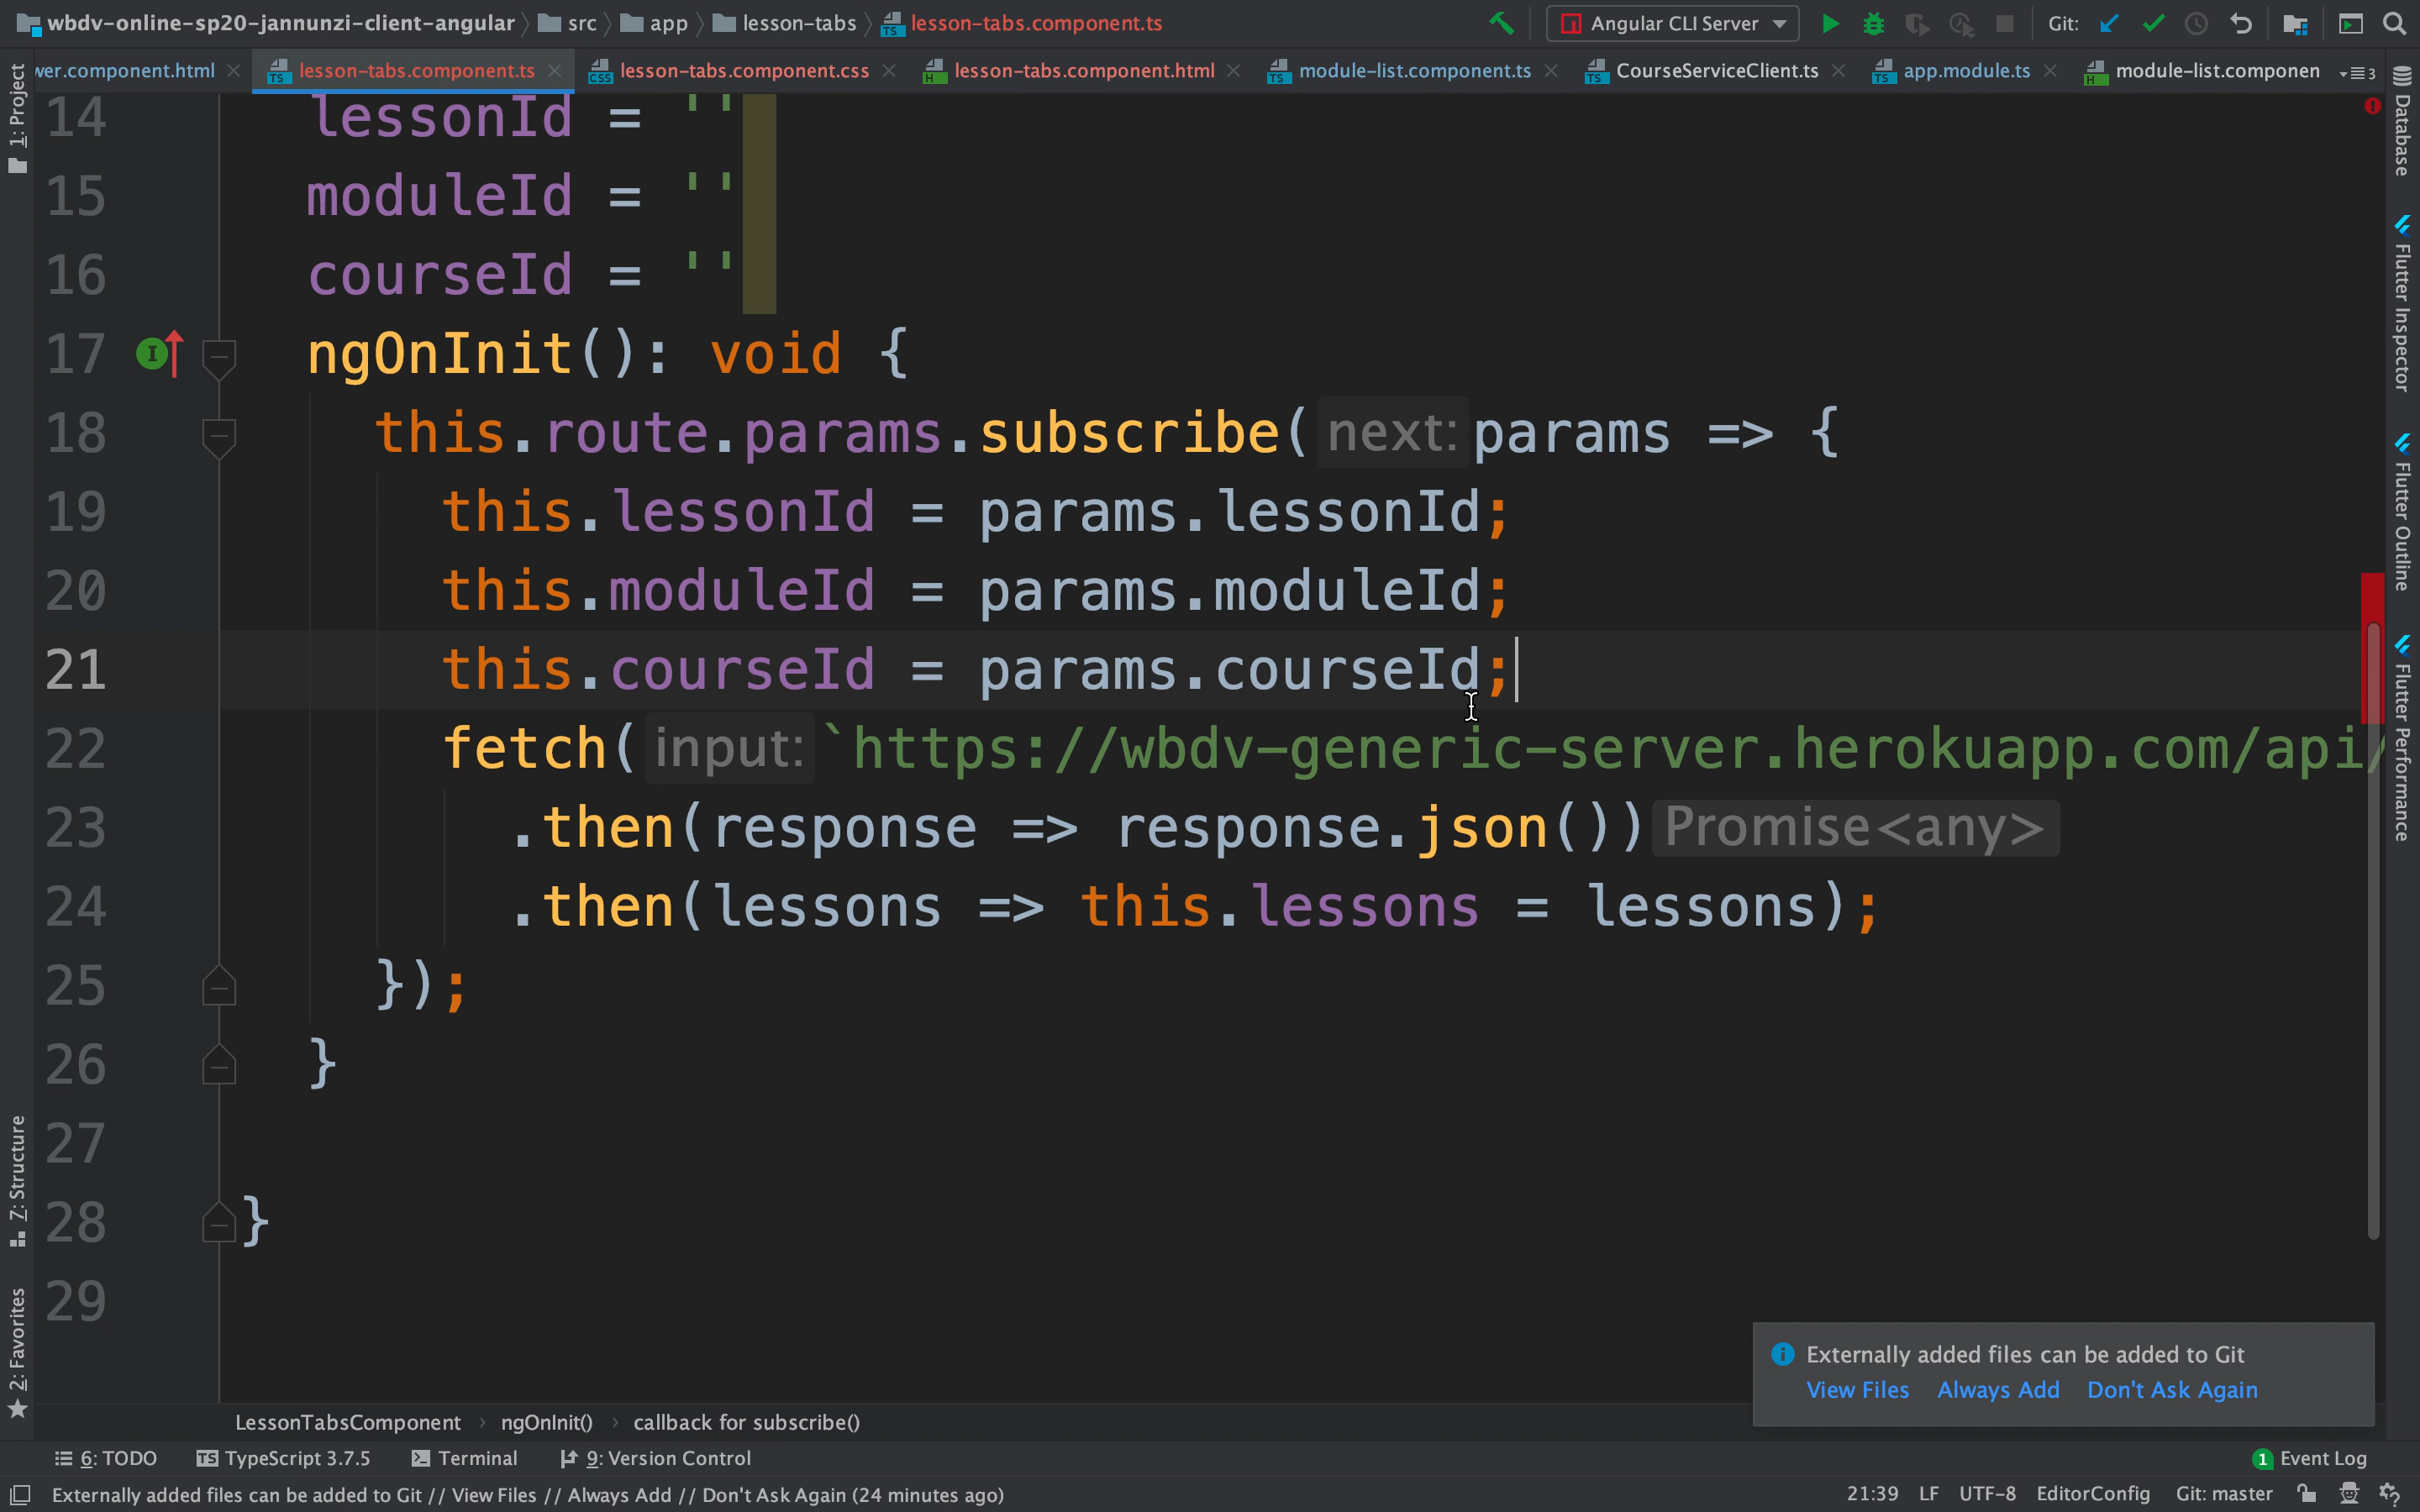 wbdv-online-sp20-jannunzi-client-angular src app lesson-tabs lesson-tabs.component.ts Angular CLI Server Git:
wer.component.html lesson-tabs.component.ts lesson-tabs.component.css lesson-tabs.component.html module-list.component.ts CourseServiceClient.ts app.module.ts module-list.componen 3
1: Project
Z: Structure
2: Favorites
14 lessonId = ''
15 moduleId = ''
16 courseId = ''
17 ngOnInit(): void {
18 this.route.params.subscribe( next: params => {
19 this.lessonId = params.lessonId;
20 this.moduleId = params.moduleId;
21 this.courseId = params.courseId;
22 fetch( input: `https://wbdv-generic-server.herokuapp.com/api/
23 .then(response => response.json()) Promise<any>
24 .then(lessons => this.lessons = lessons);
25 });
26 }
27
28 }
29
Database
Flutter Inspector
Flutter Outline
Flutter Performance
Externally added files can be added to Git
View Files Always Add Don't Ask Again
LessonTabsComponent ngOnInit() callback for subscribe()
6: TODO TypeScript 3.7.5 Terminal 9: Version Control 1 Event Log
Externally added files can be added to Git // View Files // Always Add // Don't Ask Again (24 minutes ago) 21:39 LF UTF-8 EditorConfig Git: master